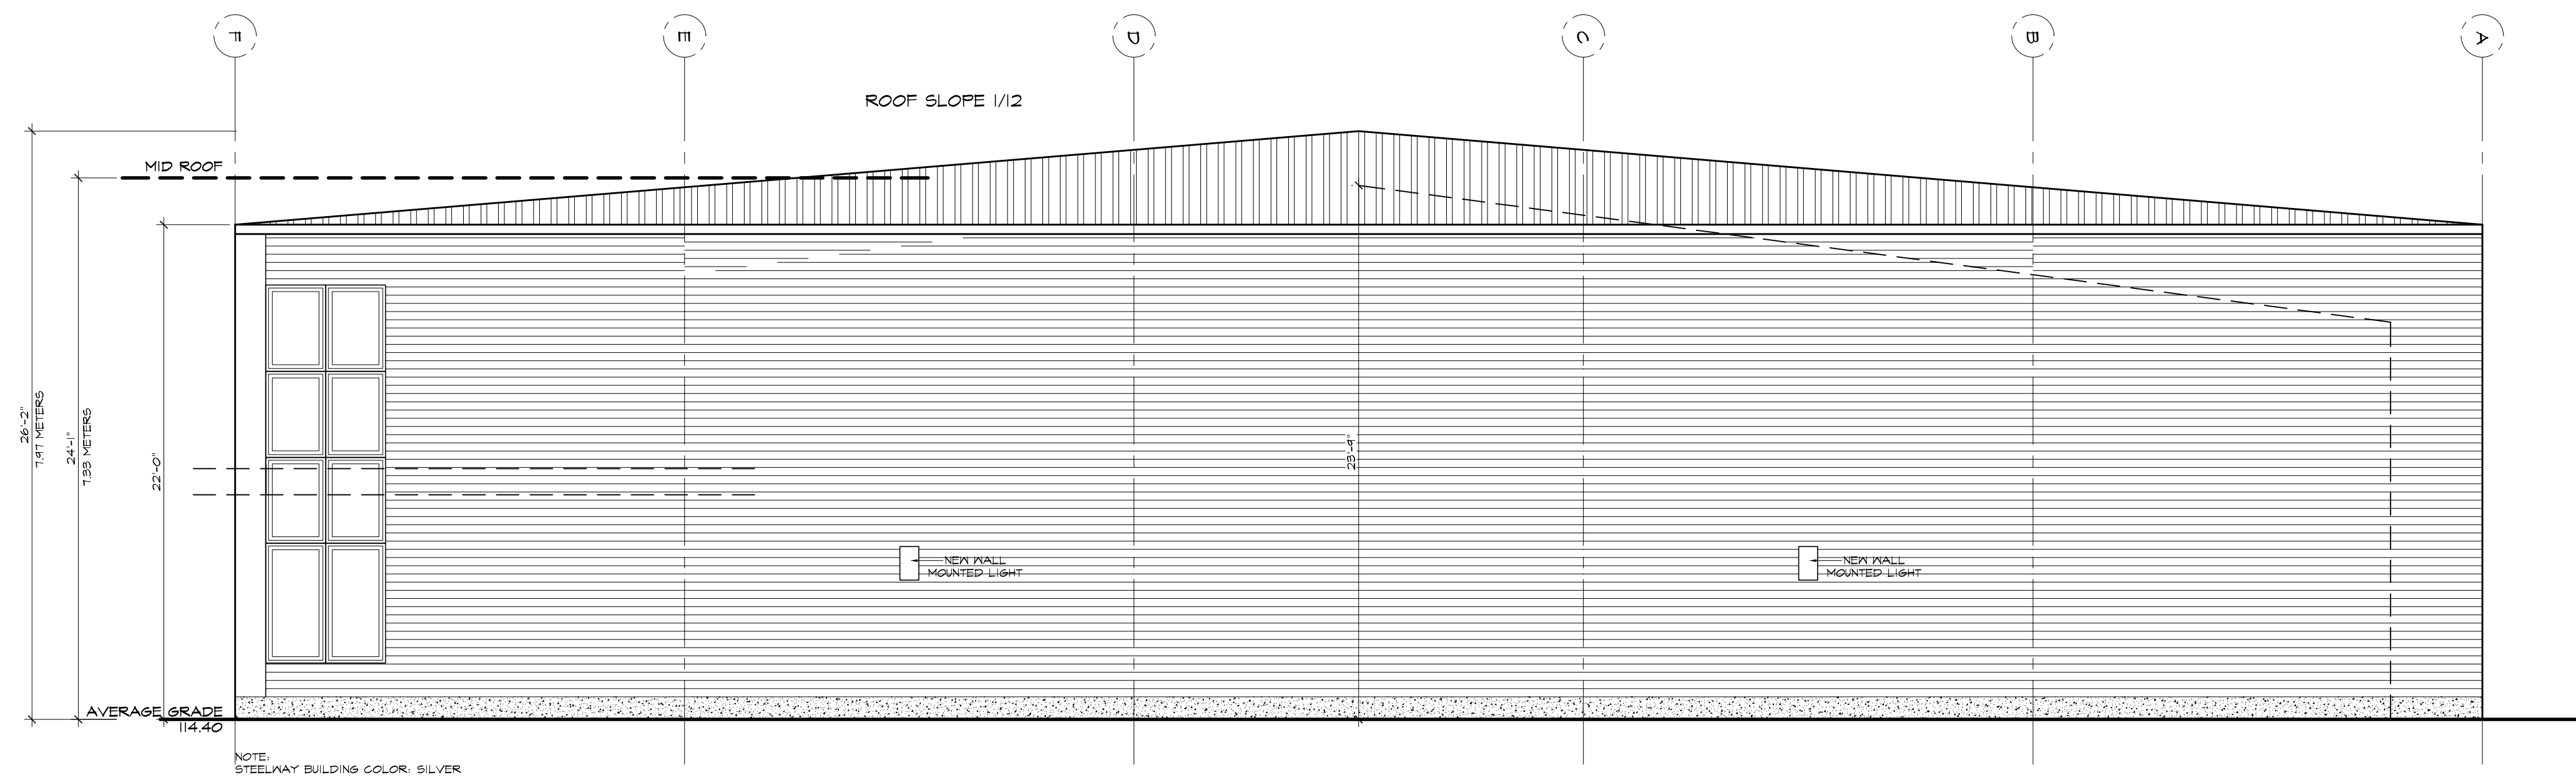 F
E
D
C
B
A
ROOF SLOPE 1/12
MID ROOF
26'-2"
7.97 METERS
24'-1"
7.33 METERS
22'-0"
23'-9"
NEW WALL
MOUNTED LIGHT
NEW WALL
MOUNTED LIGHT
AVERAGE GRADE
114.40
NOTE:
STEELWAY BUILDING COLOR: SILVER